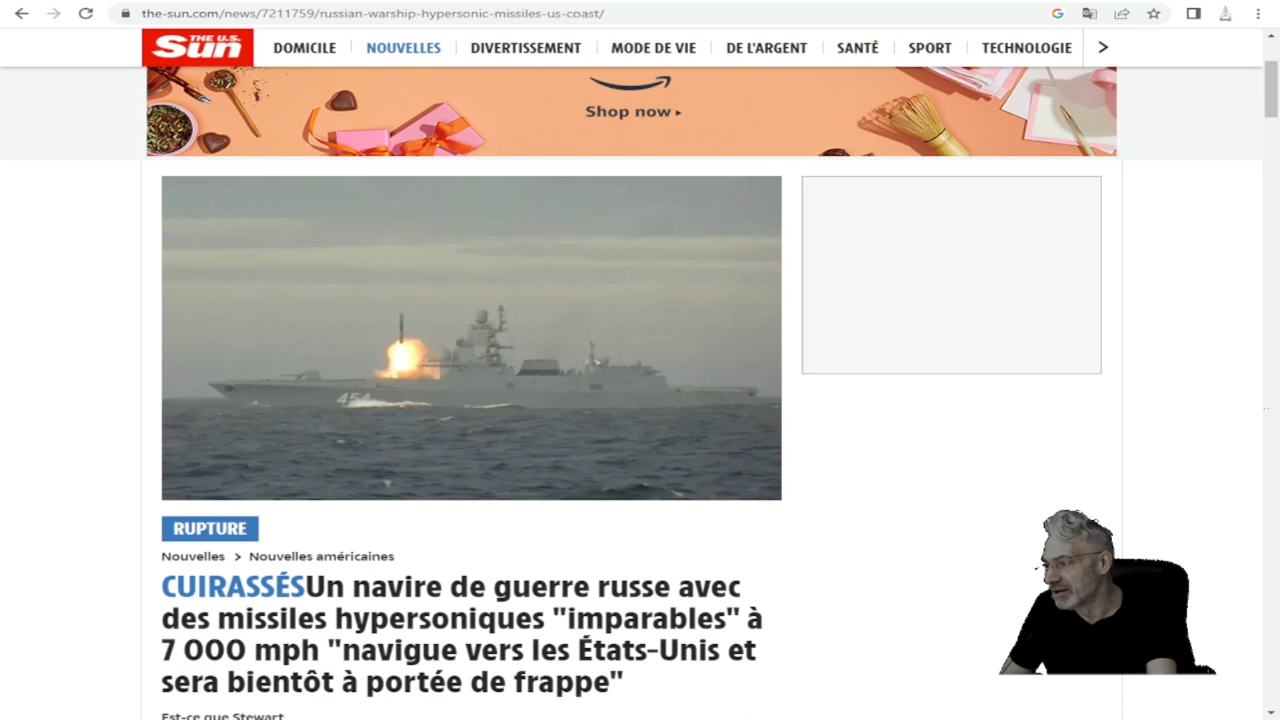 the-sun.com/news/7211759/russian-warship-hypersonic-missiles-us-coast/
THE U.S.
Sun
DOMICILE NOUVELLES DIVERTISSEMENT MODE DE VIE DE L'ARGENT SANTÉ SPORT TECHNOLOGIE >
Shop now ▸
454
RUPTURE
Nouvelles > Nouvelles américaines
CUIRASSÉSUn navire de guerre russe avec
des missiles hypersoniques "imparables" à
7 000 mph "navigue vers les États-Unis et
sera bientôt à portée de frappe"
Est-ce que Stewart